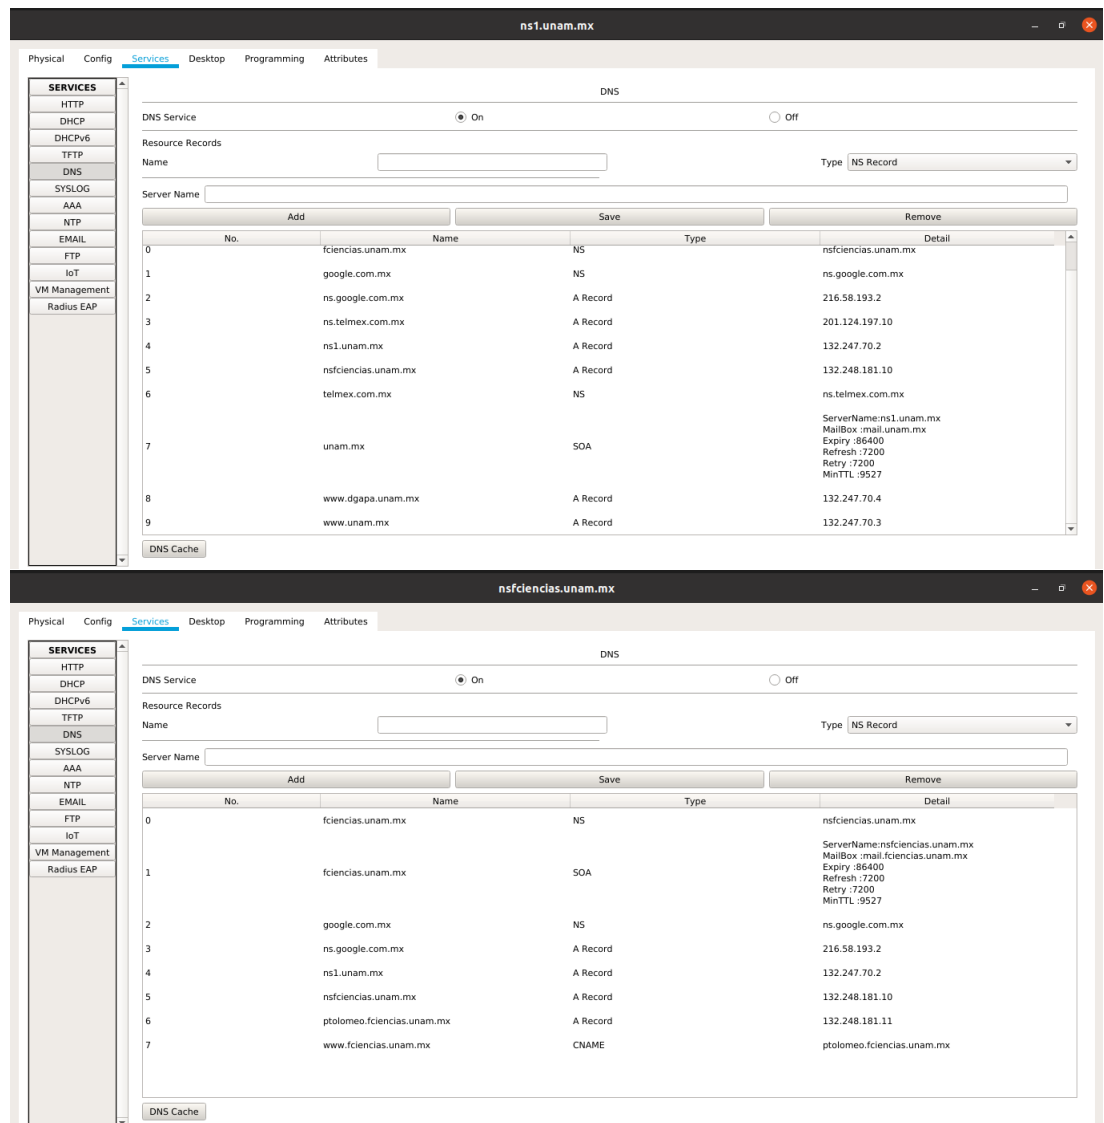 ns1.unam.mx
Physical Config Services Desktop Programming Attributes
SERVICES
HTTP
DHCP
DHCPv6
TFTP
DNS
SYSLOG
AAA
NTP
EMAIL
FTP
IoT
VM Management
Radius EAP
DNS
DNS Service On Off
Resource Records
Name Type NS Record
Server Name
Add Save Remove
No. Name Type Detail
0 fciencias.unam.mx NS nsfciencias.unam.mx
1 google.com.mx NS ns.google.com.mx
2 ns.google.com.mx A Record 216.58.193.2
3 ns.telmex.com.mx A Record 201.124.197.10
4 ns1.unam.mx A Record 132.247.70.2
5 nsfciencias.unam.mx A Record 132.248.181.10
6 telmex.com.mx NS ns.telmex.com.mx
ServerName:ns1.unam.mx
MailBox :mail.unam.mx
Expiry :86400
7 unam.mx SOA Refresh :7200
Retry :7200
MinTTL :9527
8 www.dgapa.unam.mx A Record 132.247.70.4
9 www.unam.mx A Record 132.247.70.3
DNS Cache
nsfciencias.unam.mx
Physical Config Services Desktop Programming Attributes
SERVICES
HTTP
DHCP
DHCPv6
TFTP
DNS
SYSLOG
AAA
NTP
EMAIL
FTP
IoT
VM Management
Radius EAP
DNS
DNS Service On Off
Resource Records
Name Type NS Record
Server Name
Add Save Remove
No. Name Type Detail
0 fciencias.unam.mx NS nsfciencias.unam.mx
ServerName:nsfciencias.unam.mx
MailBox :mail.fciencias.unam.mx
Expiry :86400
1 fciencias.unam.mx SOA Refresh :7200
Retry :7200
MinTTL :9527
2 google.com.mx NS ns.google.com.mx
3 ns.google.com.mx A Record 216.58.193.2
4 ns1.unam.mx A Record 132.247.70.2
5 nsfciencias.unam.mx A Record 132.248.181.10
6 ptolomeo.fciencias.unam.mx A Record 132.248.181.11
7 www.fciencias.unam.mx CNAME ptolomeo.fciencias.unam.mx
DNS Cache